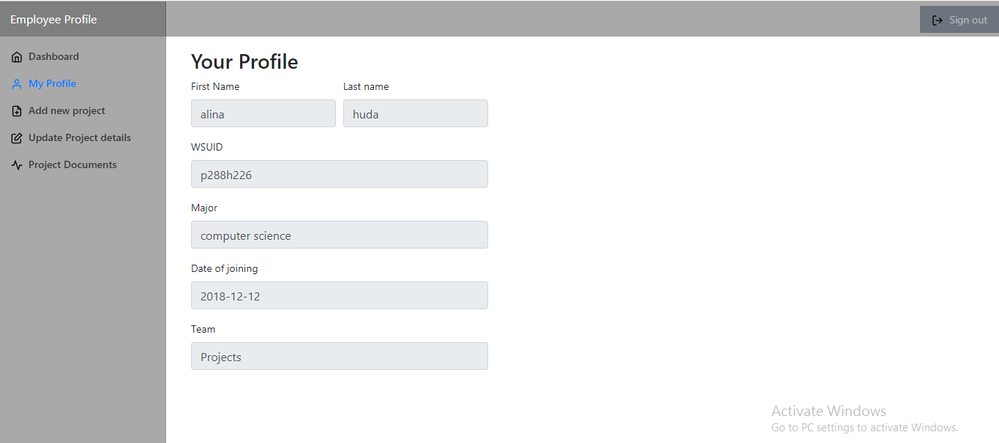 Employee Profile
Sign out
Dashboard
My Profile
Add new project
Update Project details
Project Documents
Your Profile
First Name Last name
alina huda
WSUID
p288h226
Major
computer science
Date of joining
2018-12-12
Team
Projects
Activate Windows
Go to PC settings to activate Windows.